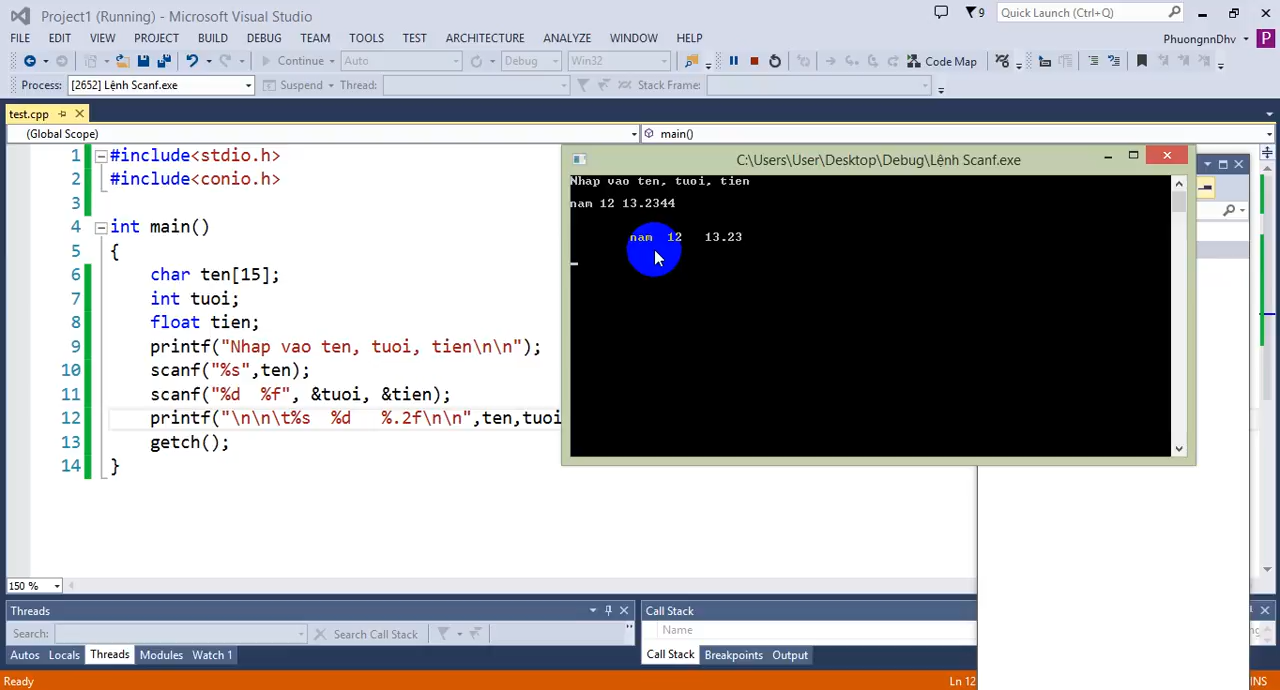 Project1 (Running) - Microsoft Visual Studio
9
Quick Launch (Ctrl+Q)
FILE EDIT VIEW PROJECT BUILD DEBUG TEAM TOOLS TEST ARCHITECTURE ANALYZE WINDOW HELP
PhuongnnDhv
P
Continue
Auto
Debug
Win32
Code Map
Process: [2652] Lệnh Scanf.exe
Suspend
Thread:
Stack Frame:
test.cpp
(Global Scope)
main()
1 #include<stdio.h>
2 #include<conio.h>
3
4 int main()
5 {
6 char ten[15];
7 int tuoi;
8 float tien;
9 printf("Nhap vao ten, tuoi, tien\n\n");
10 scanf("%s",ten);
11 scanf("%d  %f", &tuoi, &tien);
12 printf("\n\n\t%s  %d   %.2f\n\n",ten,tuoi
13 getch();
14 }
C:\Users\User\Desktop\Debug\Lệnh Scanf.exe
Nhap vao ten, tuoi, tien
nam 12 13.2344
nam  12   13.23
150 %
Threads
Search:
Search Call Stack
Autos Locals Threads Modules Watch 1
Call Stack
Name
Call Stack Breakpoints Output
Ready
Ln 12
INS